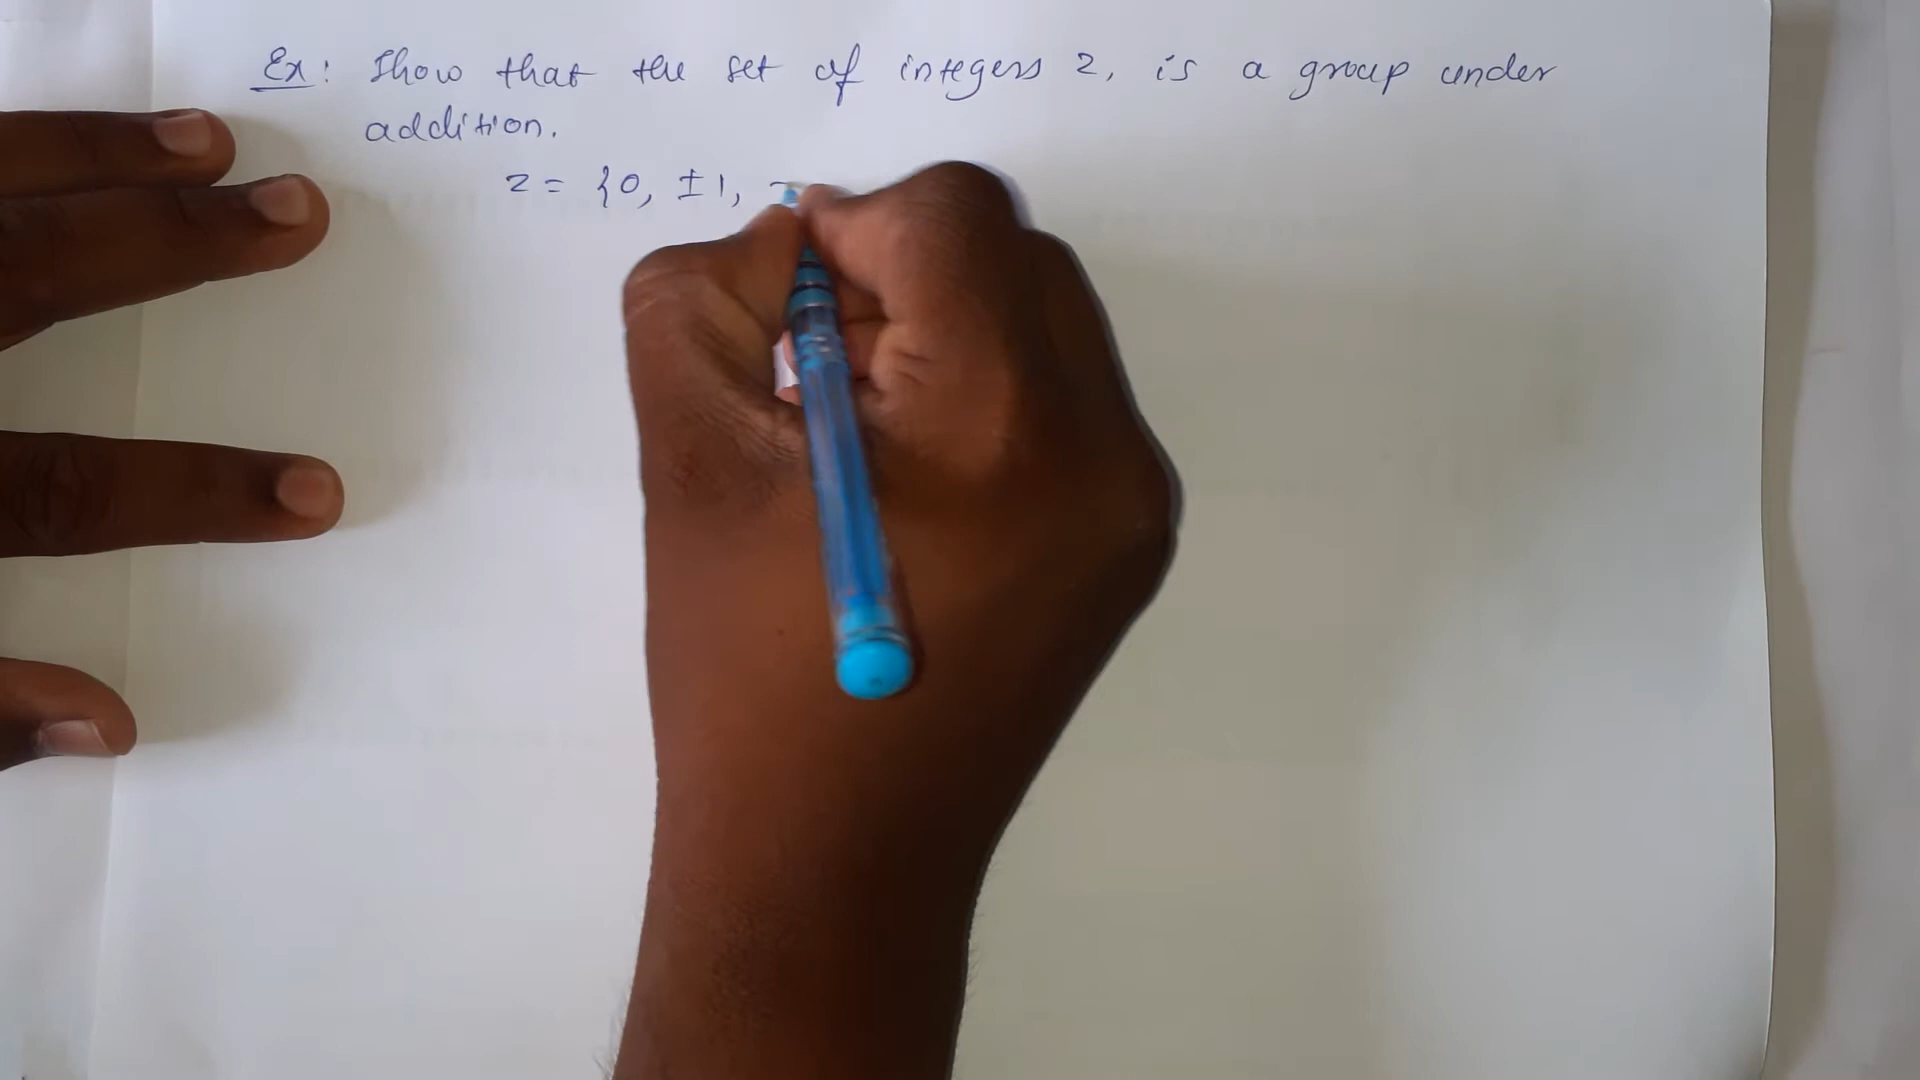 Ex: Show that the set of integers Z, is a group under
addition.
Z = {0, ±1,